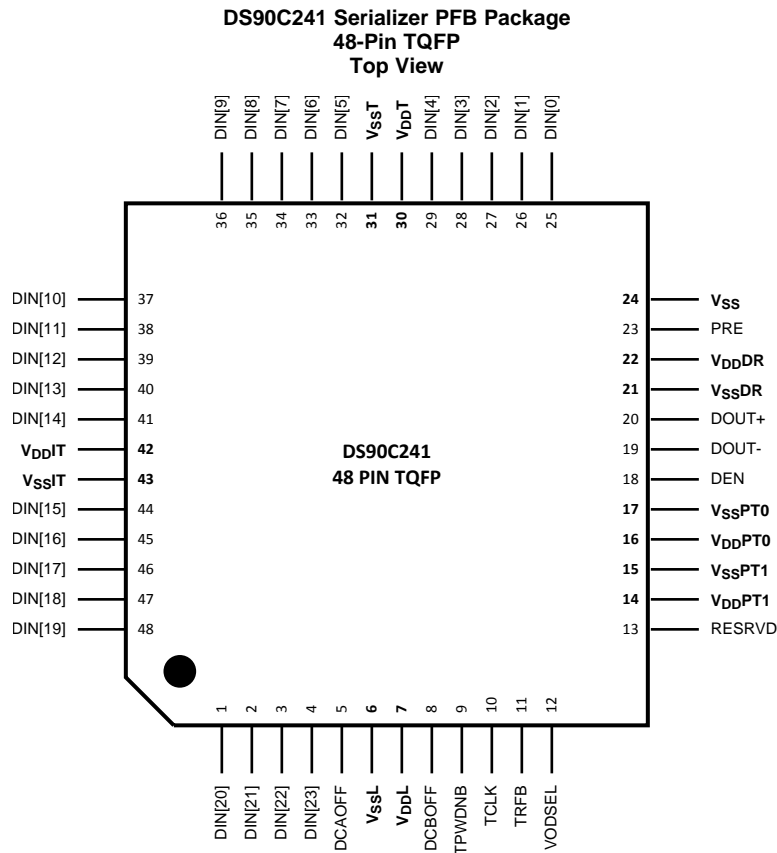 DS90C241 Serializer PFB Package
48-Pin TQFP
Top View
DIN[9]
DIN[8]
DIN[7]
DIN[6]
DIN[5]
VSST
VDDT
DIN[4]
DIN[3]
DIN[2]
DIN[1]
DIN[0]
36
35
34
33
32
31
30
29
28
27
26
25
DIN[10] 37
DIN[11] 38
DIN[12] 39
DIN[13] 40
DIN[14] 41
VDDIT 42
VSSIT 43
DIN[15] 44
DIN[16] 45
DIN[17] 46
DIN[18] 47
DIN[19] 48
DS90C241
48 PIN TQFP
24 VSS
23 PRE
22 VDDDR
21 VSSDR
20 DOUT+
19 DOUT-
18 DEN
17 VSSPT0
16 VDDPT0
15 VSSPT1
14 VDDPT1
13 RESRVD
1
2
3
4
5
6
7
8
9
10
11
12
DIN[20]
DIN[21]
DIN[22]
DIN[23]
DCAOFF
VSSL
VDDL
DCBOFF
TPWDNB
TCLK
TRFB
VODSEL